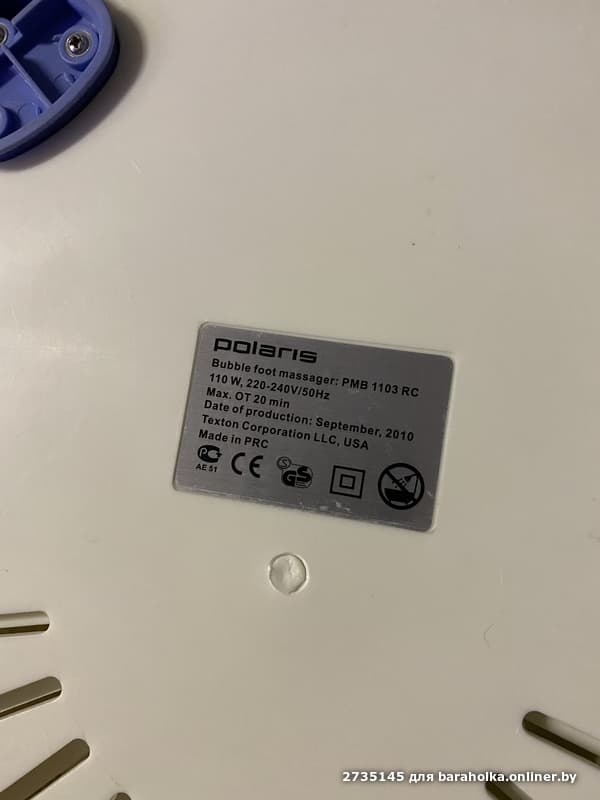 polaris
Bubble foot massager: PMB 1103 RC
110 W, 220-240V/50Hz
Max. OT 20 min
Date of production: September, 2010
Texton Corporation LLC, USA
Made in PRC
АЕ 51
CE
S GS
2735145 для baraholka.onliner.by